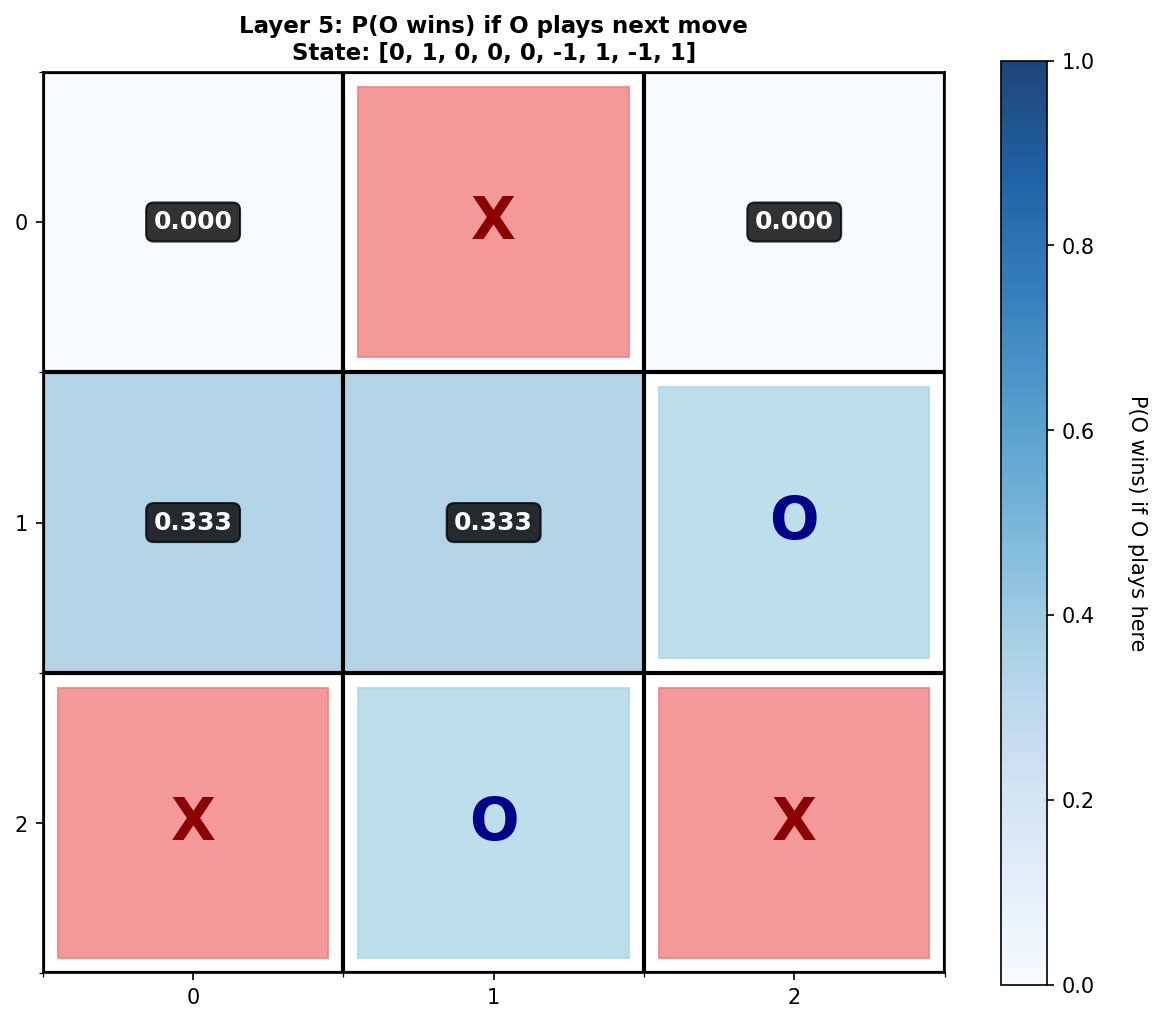 Layer 5: P(O wins) if O plays next move
State: [0, 1, 0, 0, 0, -1, 1, -1, 1]
0
0.000
X
0.000
1
0.333
0.333
O
2
X
O
X
0
1
2
1.0
0.8
0.6
0.4
0.2
0.0
P(O wins) if O plays here